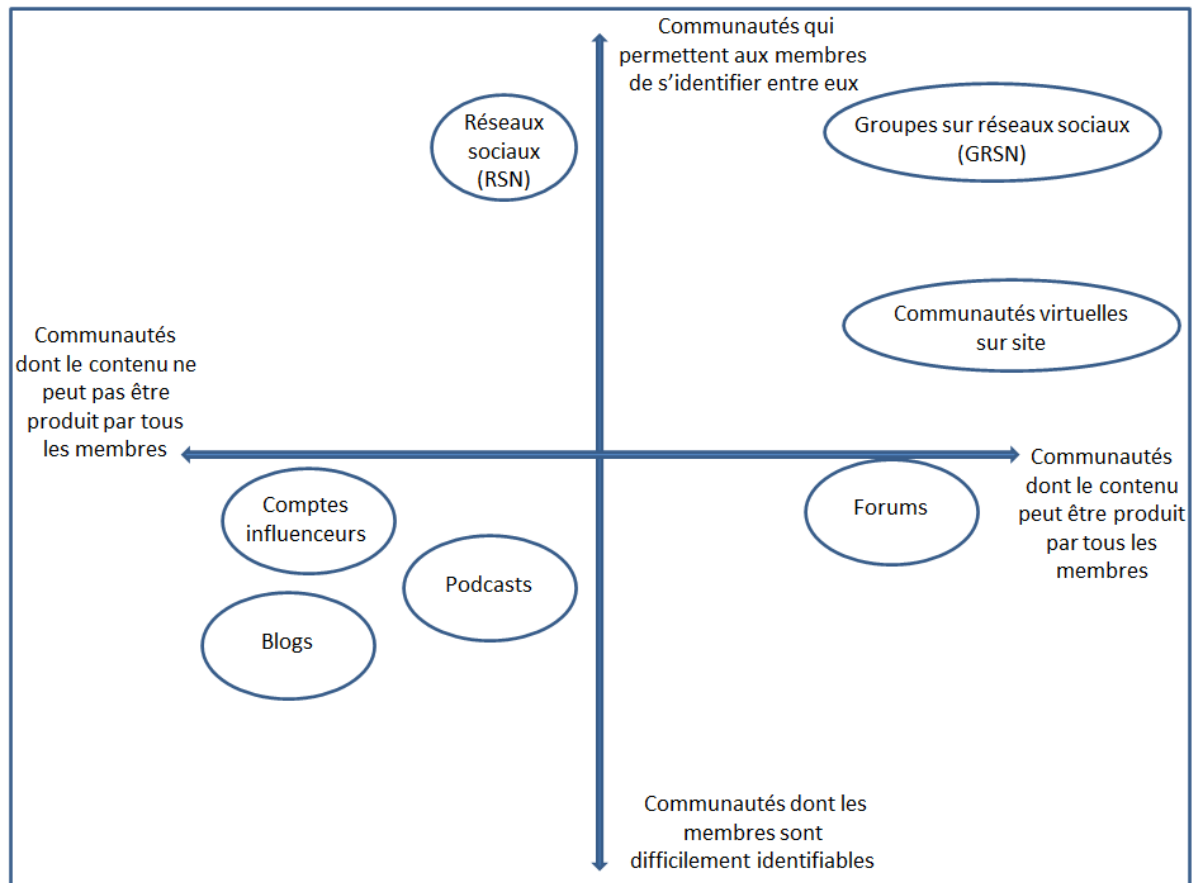 Communautés qui
permettent aux membres
de s'identifier entre eux
Réseaux
sociaux
(RSN)
Groupes sur réseaux sociaux
(GRSN)
Communautés virtuelles
sur site
Communautés
dont le contenu ne
peut pas être
produit par tous
les membres
Communautés
dont le contenu
peut être produit
par tous les
membres
Comptes
influenceurs
Forums
Podcasts
Blogs
Communautés dont les
membres sont
difficilement identifiables